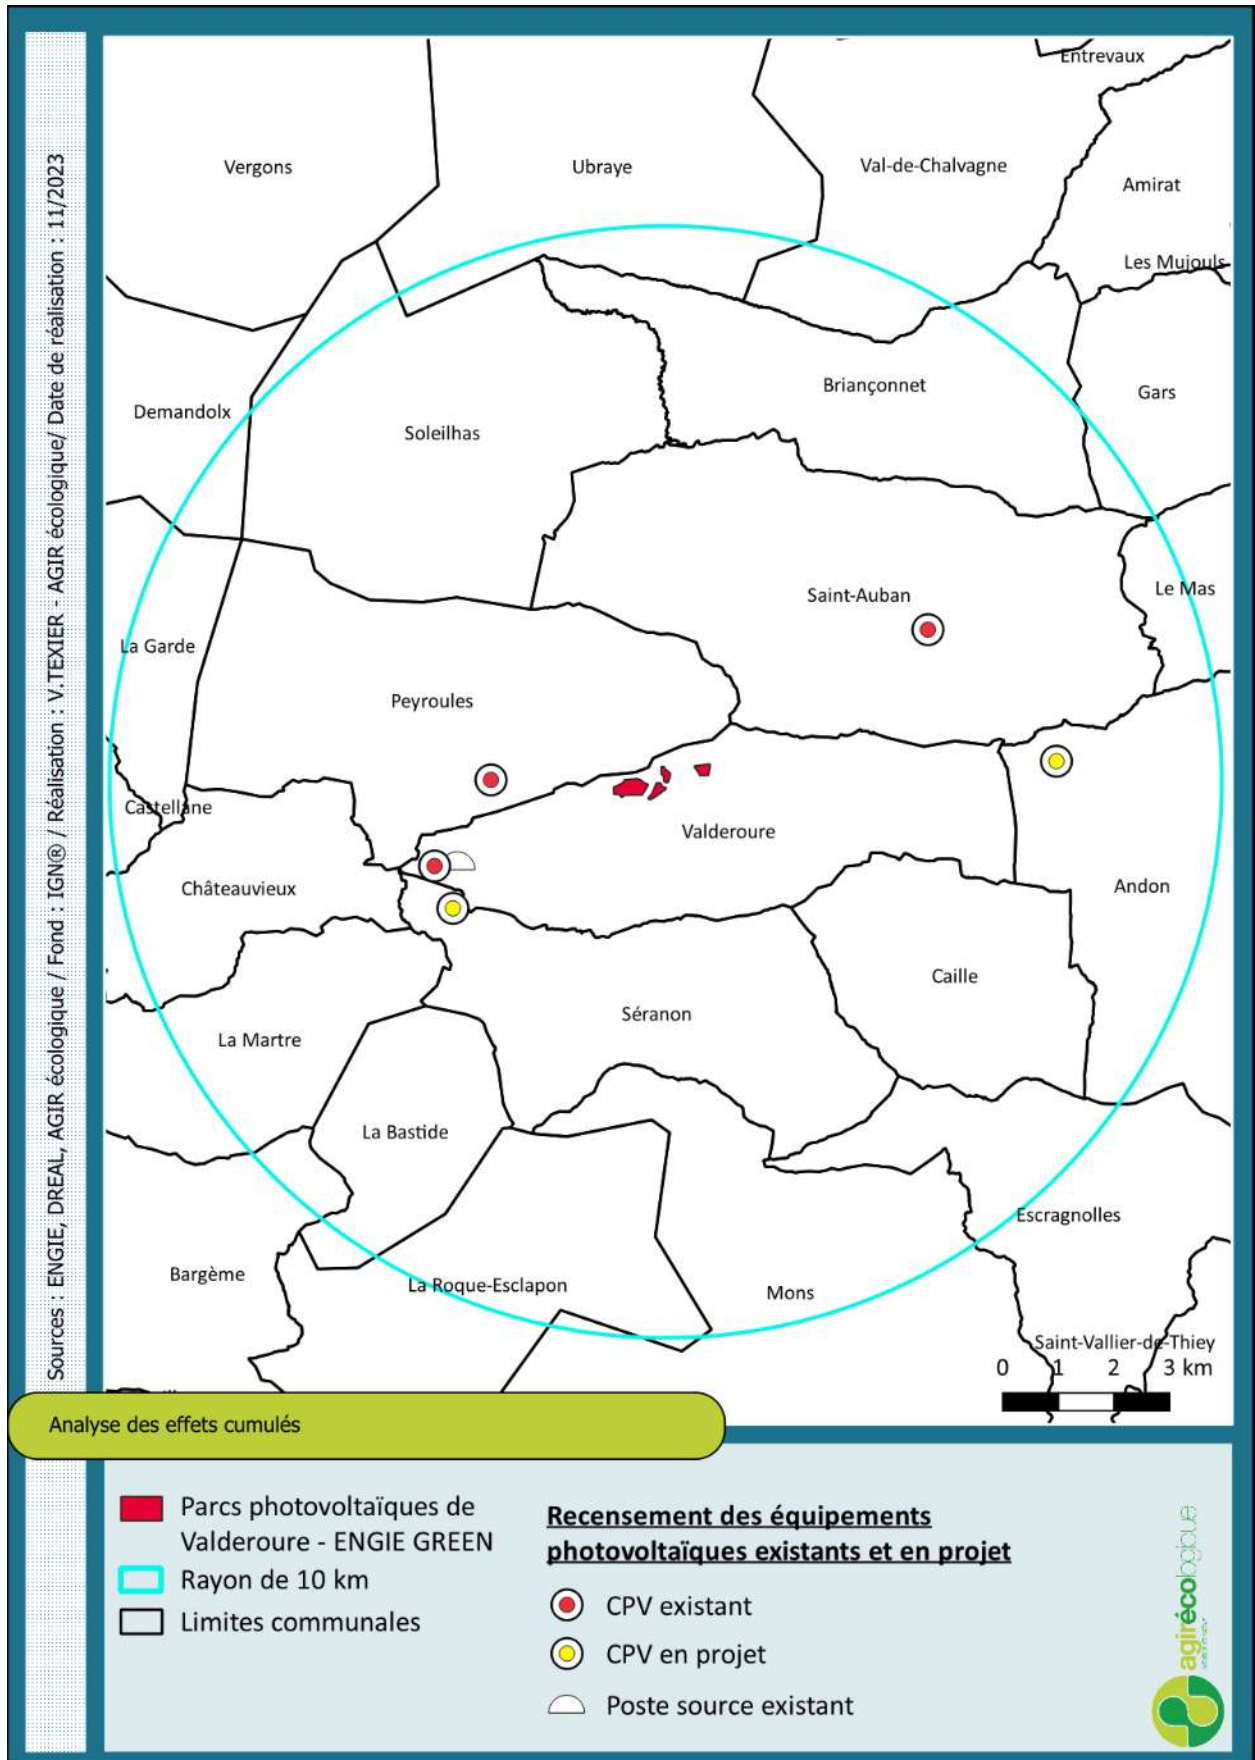 Sources : ENGIE, DREAL, AGIR écologique / Fond : IGN® / Réalisation : V.TEXIER - AGIR écologique/ Date de réalisation : 11/2023
Entrevaux
Vergons
Ubraye
Val-de-Chalvagne
Amirat
Les Mujouls
Demandolx
Soleilhas
Briançonnet
Gars
Saint-Auban
Le Mas
La Garde
Peyroules
Castellane
Valderoure
Châteauvieux
Andon
Caille
Séranon
La Martre
La Bastide
Escragnolles
Bargème
La Roque-Esclapon
Mons
Saint-Vallier-de-Thiey
0 1 2 3 km
Analyse des effets cumulés
Parcs photovoltaïques de
Valderoure - ENGIE GREEN
Rayon de 10 km
Limites communales
Recensement des équipements
photovoltaïques existants et en projet
CPV existant
CPV en projet
Poste source existant
agirécologique